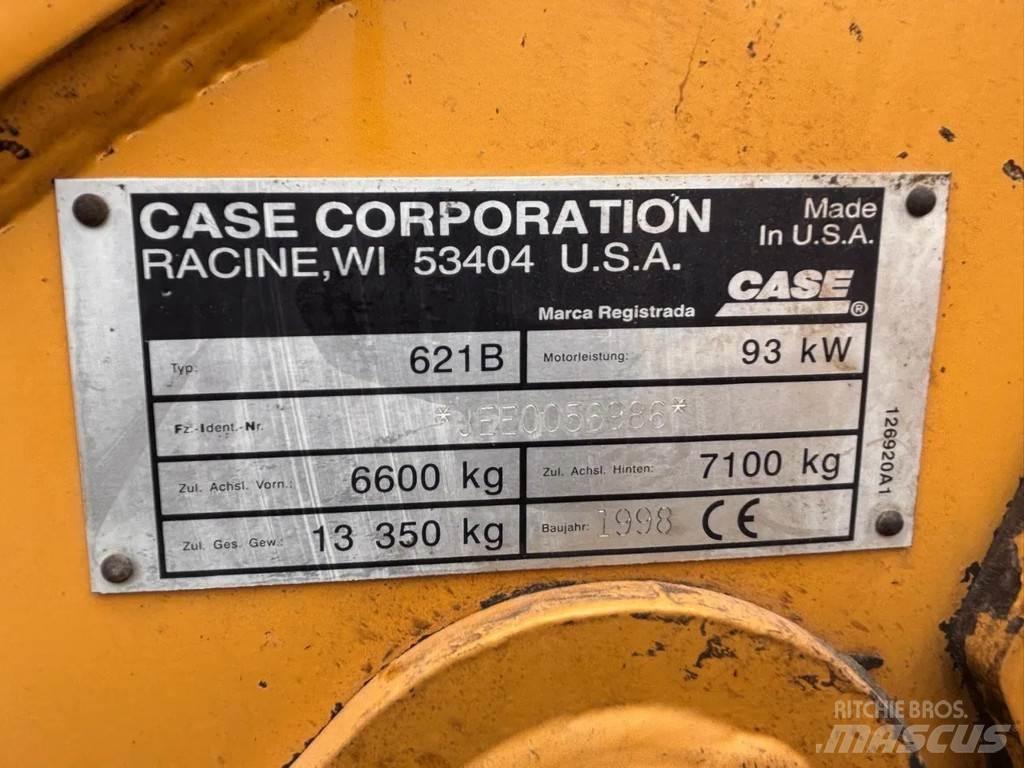 CASE CORPORATION
RACINE, WI 53404 U.S.A.
Made
In U.S.A.
Marca Registrada
CASE ®
Typ: 621B
Motorleistung: 93 kW
Fz.-Ident.-Nr. *JEE0056986*
Zul. Achsl. Vorn.: 6600 kg
Zul. Achsl. Hinten: 7100 kg
Zul. Ges. Gew.: 13 350 kg
Baujahr: 1998 CE
126920A1
RITCHIE BROS.
MASCUS